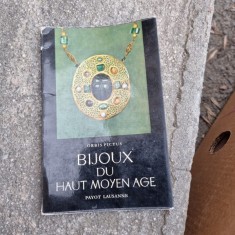 ORBIS PICTUS
BIJOUX
DU
HAUT MOYEN AGE
PAYOT LAUSANNE